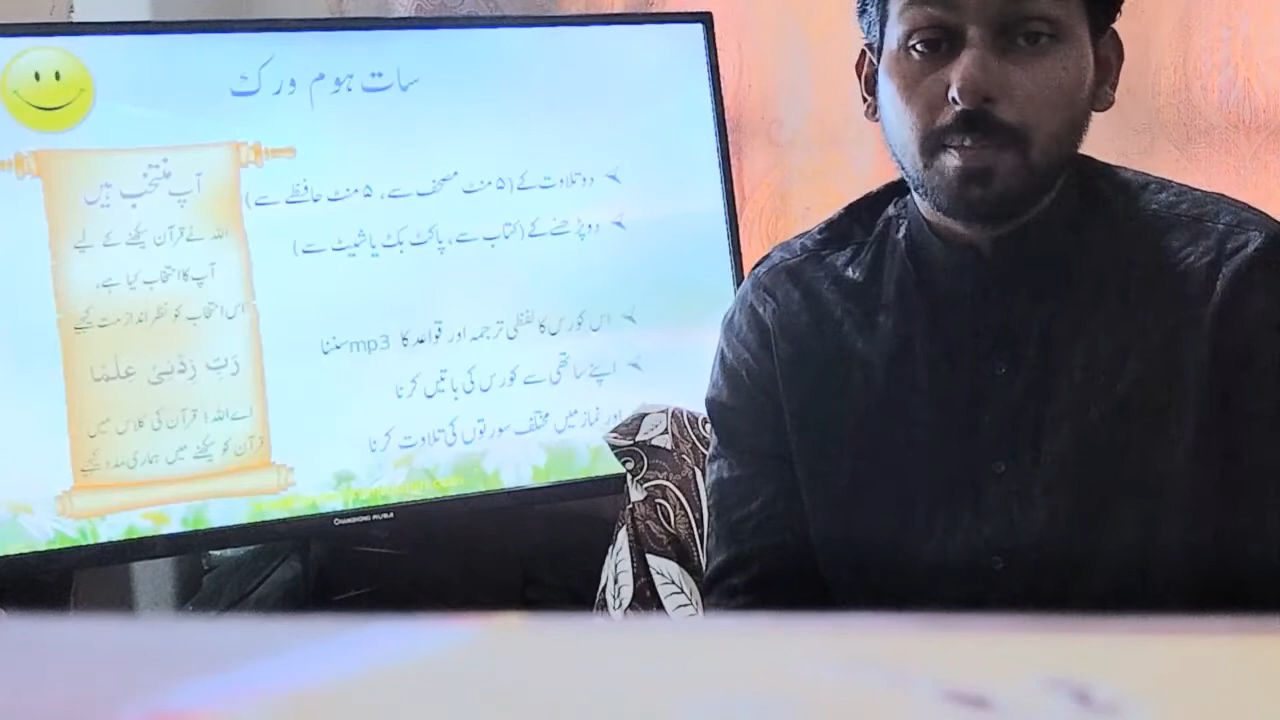 سات ہوم ورک
دو تلاوت کے (۵ منٹ مصحف سے، ۵ منٹ حافظے سے)
دو پڑھنے کے (کتاب سے، پاکٹ بک یا شیٹ سے)
اس کورس کا لفظی ترجمہ اور قواعد کا mp3 سننا
اپنے ساتھی سے کورس کی باتیں کرنا
اور نماز میں مختلف سورتوں کی تلاوت کرنا
آپ منتخب ہیں
اللہ نے قرآن سیکھنے کے لیے
آپ کا انتخاب کیا ہے،
اس انتخاب کو نظر انداز مت کیجیے
رَبِّ زِدْنِیْ عِلْمًا
اے اللہ! قرآن کی کلاس میں
قرآن کو سیکھنے میں ہماری مدد کیجیے
CHANGHONG RUBA